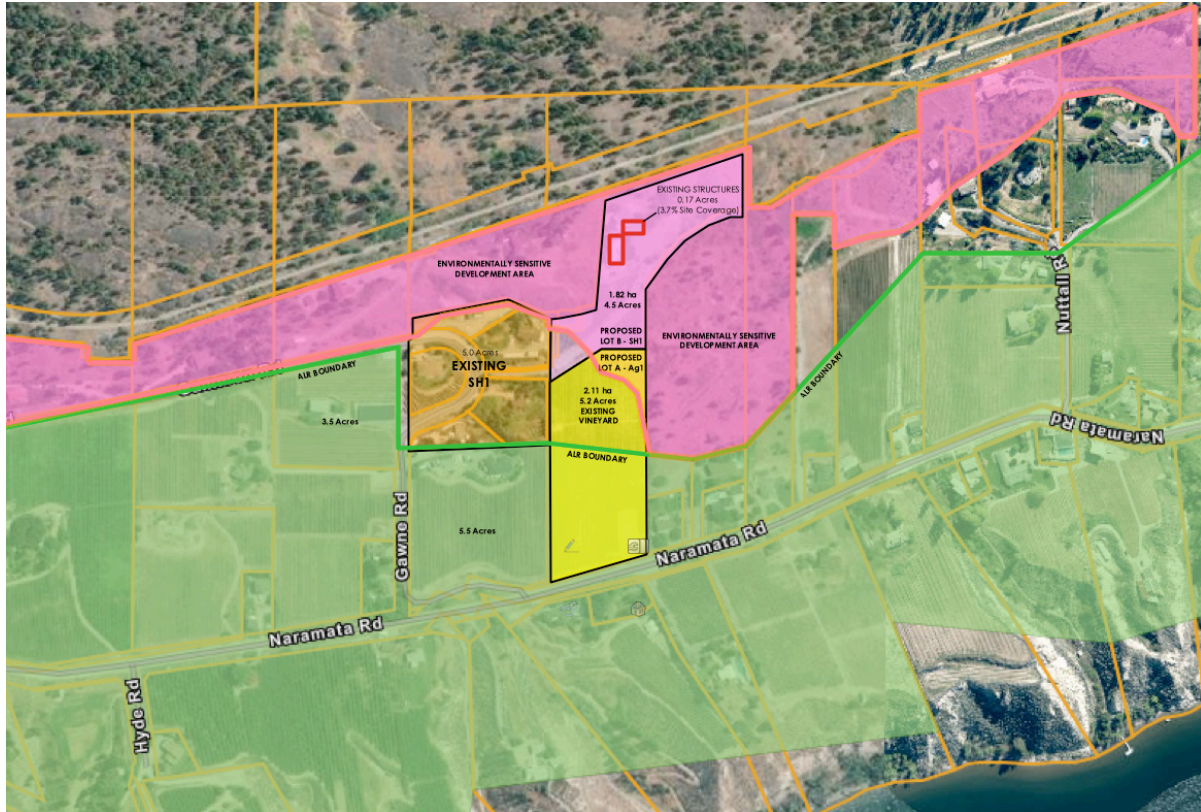 EXISTING STRUCTURES
0.17 Acres
(3.7% Site Coverage)
ENVIRONMENTALLY SENSITIVE
DEVELOPMENT AREA
1.82 ha
4.5 Acres
PROPOSED
LOT B - SH1
ENVIRONMENTALLY SENSITIVE
DEVELOPMENT AREA
5.0 Acres
EXISTING
SH1
PROPOSED
LOT A - Ag1
2.11 ha
5.2 Acres
EXISTING
VINEYARD
ALR BOUNDARY
ALR BOUNDARY
ALR BOUNDARY
3.5 Acres
5.5 Acres
Nuttall R
Naramata Rd
Naramata Rd
Gawne Rd
Naramata Rd
Hyde Rd